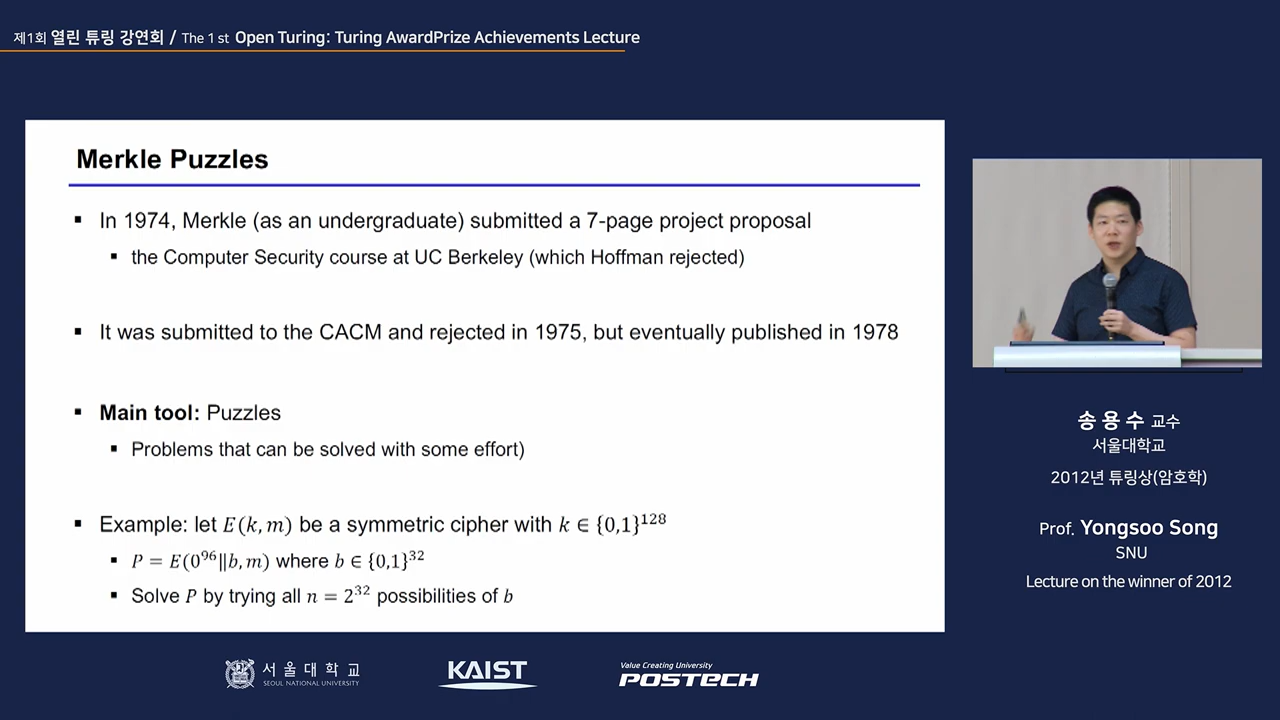 제1회 열린 튜링 강연회 / The 1 st Open Turing: Turing AwardPrize Achievements Lecture
Merkle Puzzles
▪ In 1974, Merkle (as an undergraduate) submitted a 7-page project proposal
▪ the Computer Security course at UC Berkeley (which Hoffman rejected)
▪ It was submitted to the CACM and rejected in 1975, but eventually published in 1978
▪ Main tool: Puzzles
▪ Problems that can be solved with some effort)
▪ Example: let E(k, m) be a symmetric cipher with k ∈ {0,1}¹²⁸
▪ P = E(0⁹⁶‖b, m) where b ∈ {0,1}³²
▪ Solve P by trying all n = 2³² possibilities of b
송 용 수 교수
서울대학교
2012년 튜링상(암호학)
Prof. Yongsoo Song
SNU
Lecture on the winner of 2012
서 울 대 학 교
SEOUL NATIONAL UNIVERSITY
KAIST
Value Creating University
POSTECH